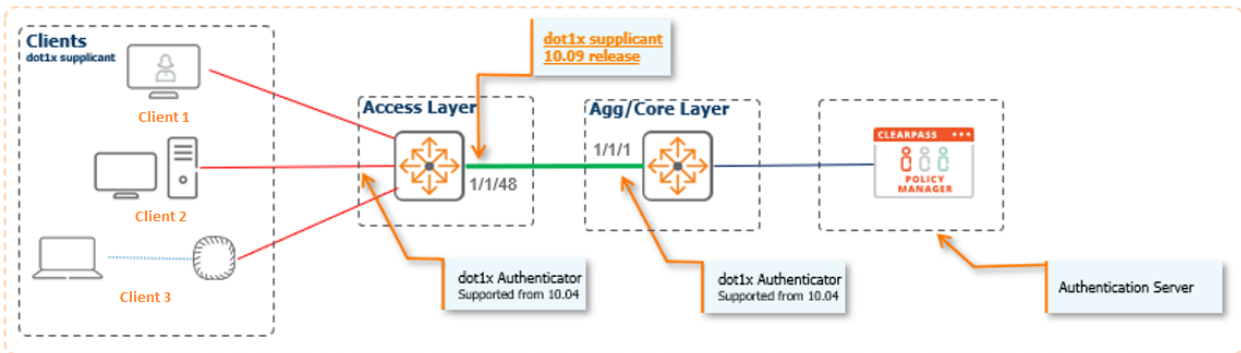 Clients
dot1x supplicant
Client 1
Client 2
Client 3
Access Layer
1/1/48
dot1x supplicant
10.09 release
dot1x Authenticator
Supported from 10.04
Agg/Core Layer
1/1/1
dot1x Authenticator
Supported from 10.04
CLEARPASS
POLICY
MANAGER
Authentication Server